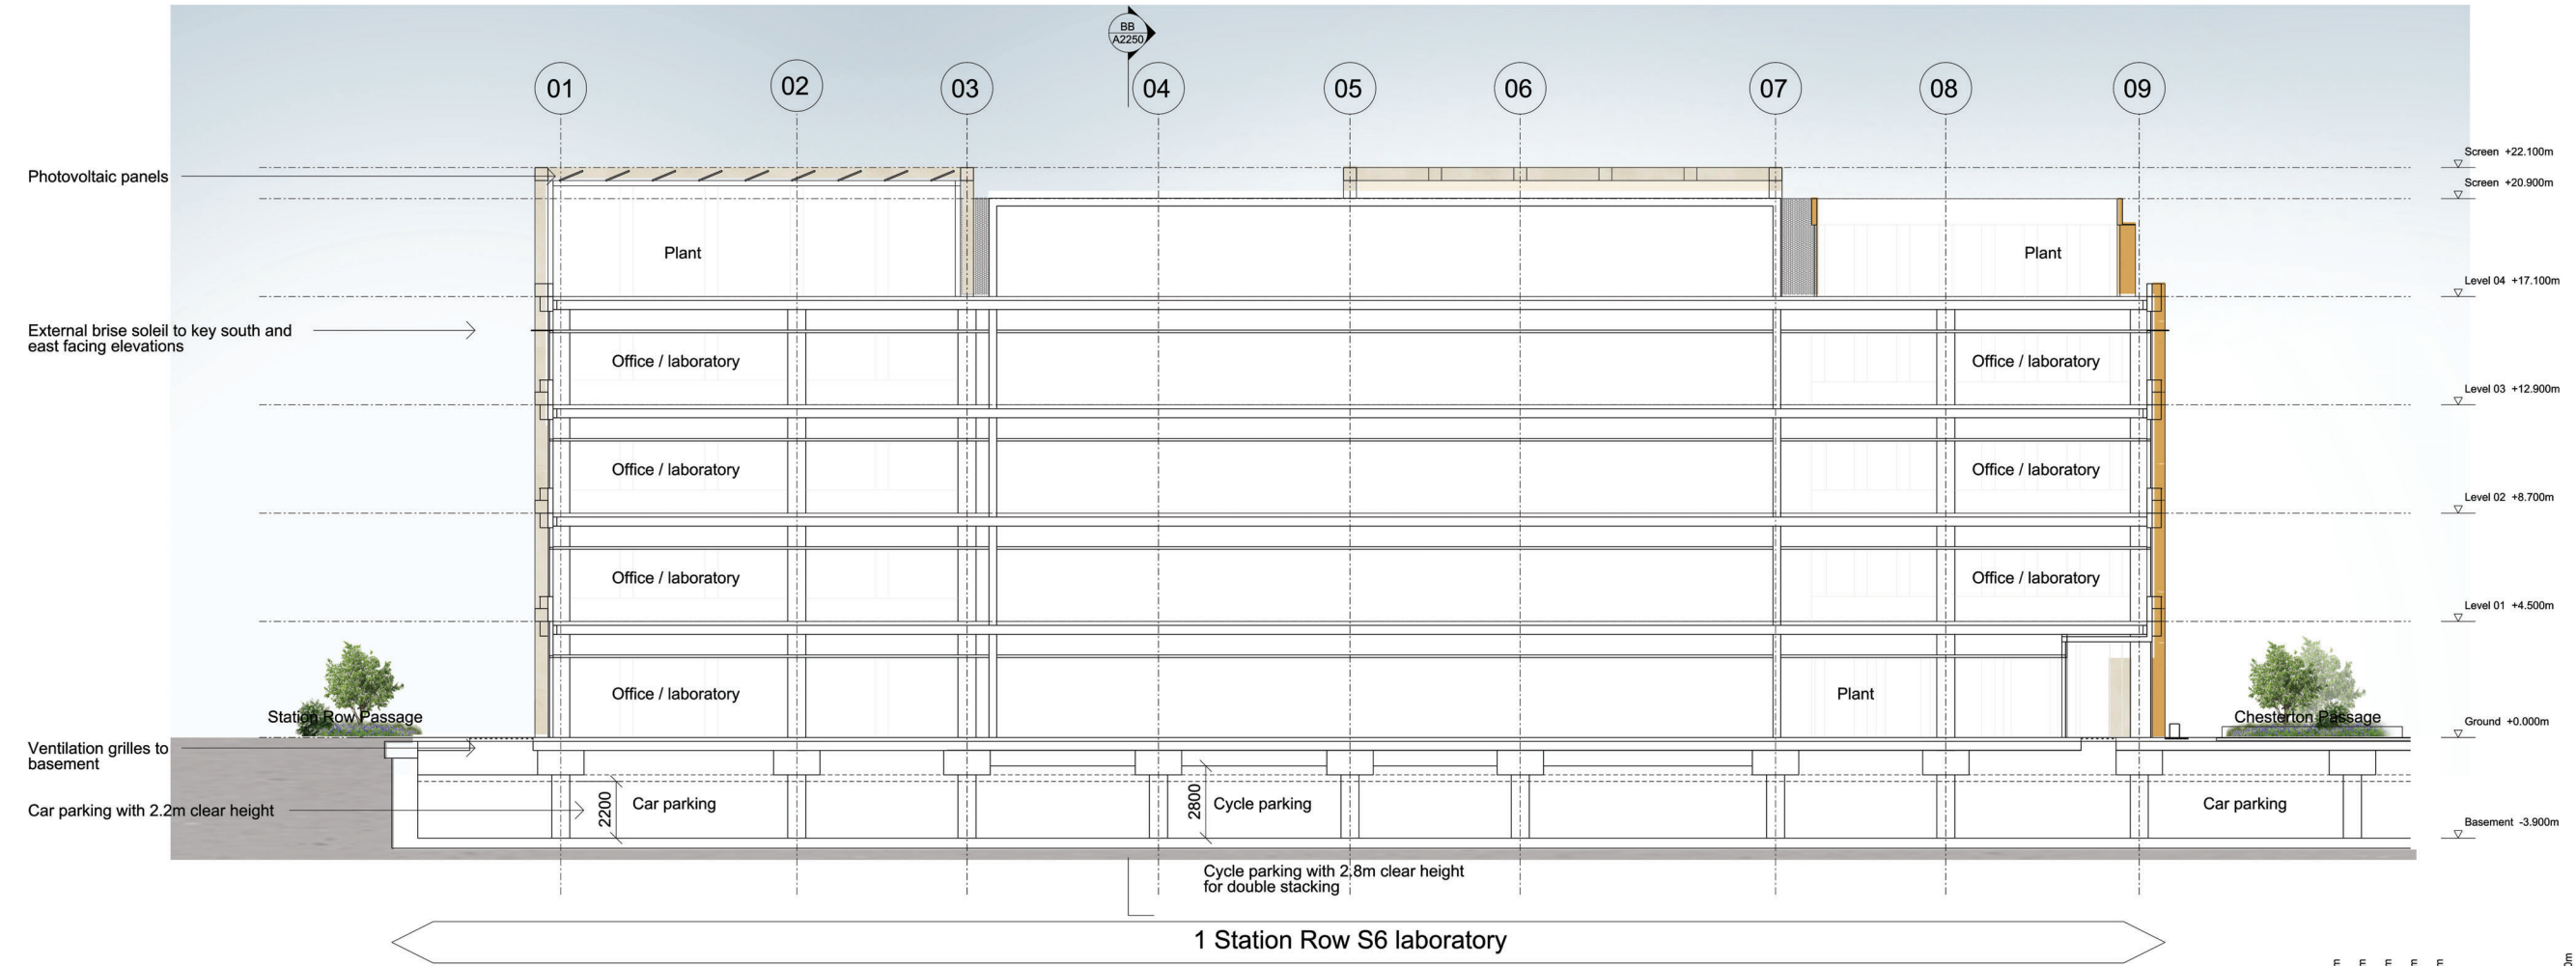 BB
A2250
01
02
03
04
05
06
07
08
09
Screen +22.100m
Photovoltaic panels
Screen +20.900m
Plant
Plant
Level 04 +17.100m
External brise soleil to key south and
east facing elevations
Office / laboratory
Office / laboratory
Level 03 +12.900m
Office / laboratory
Office / laboratory
Level 02 +8.700m
Office / laboratory
Office / laboratory
Level 01 +4.500m
Office / laboratory
Plant
Station Row Passage
Chesterton Passage
Ground +0.000m
Ventilation grilles to
basement
Car parking with 2.2m clear height
2200
Car parking
2800
Cycle parking
Car parking
Basement -3.900m
Cycle parking with 2.8m clear height
for double stacking
1 Station Row S6 laboratory